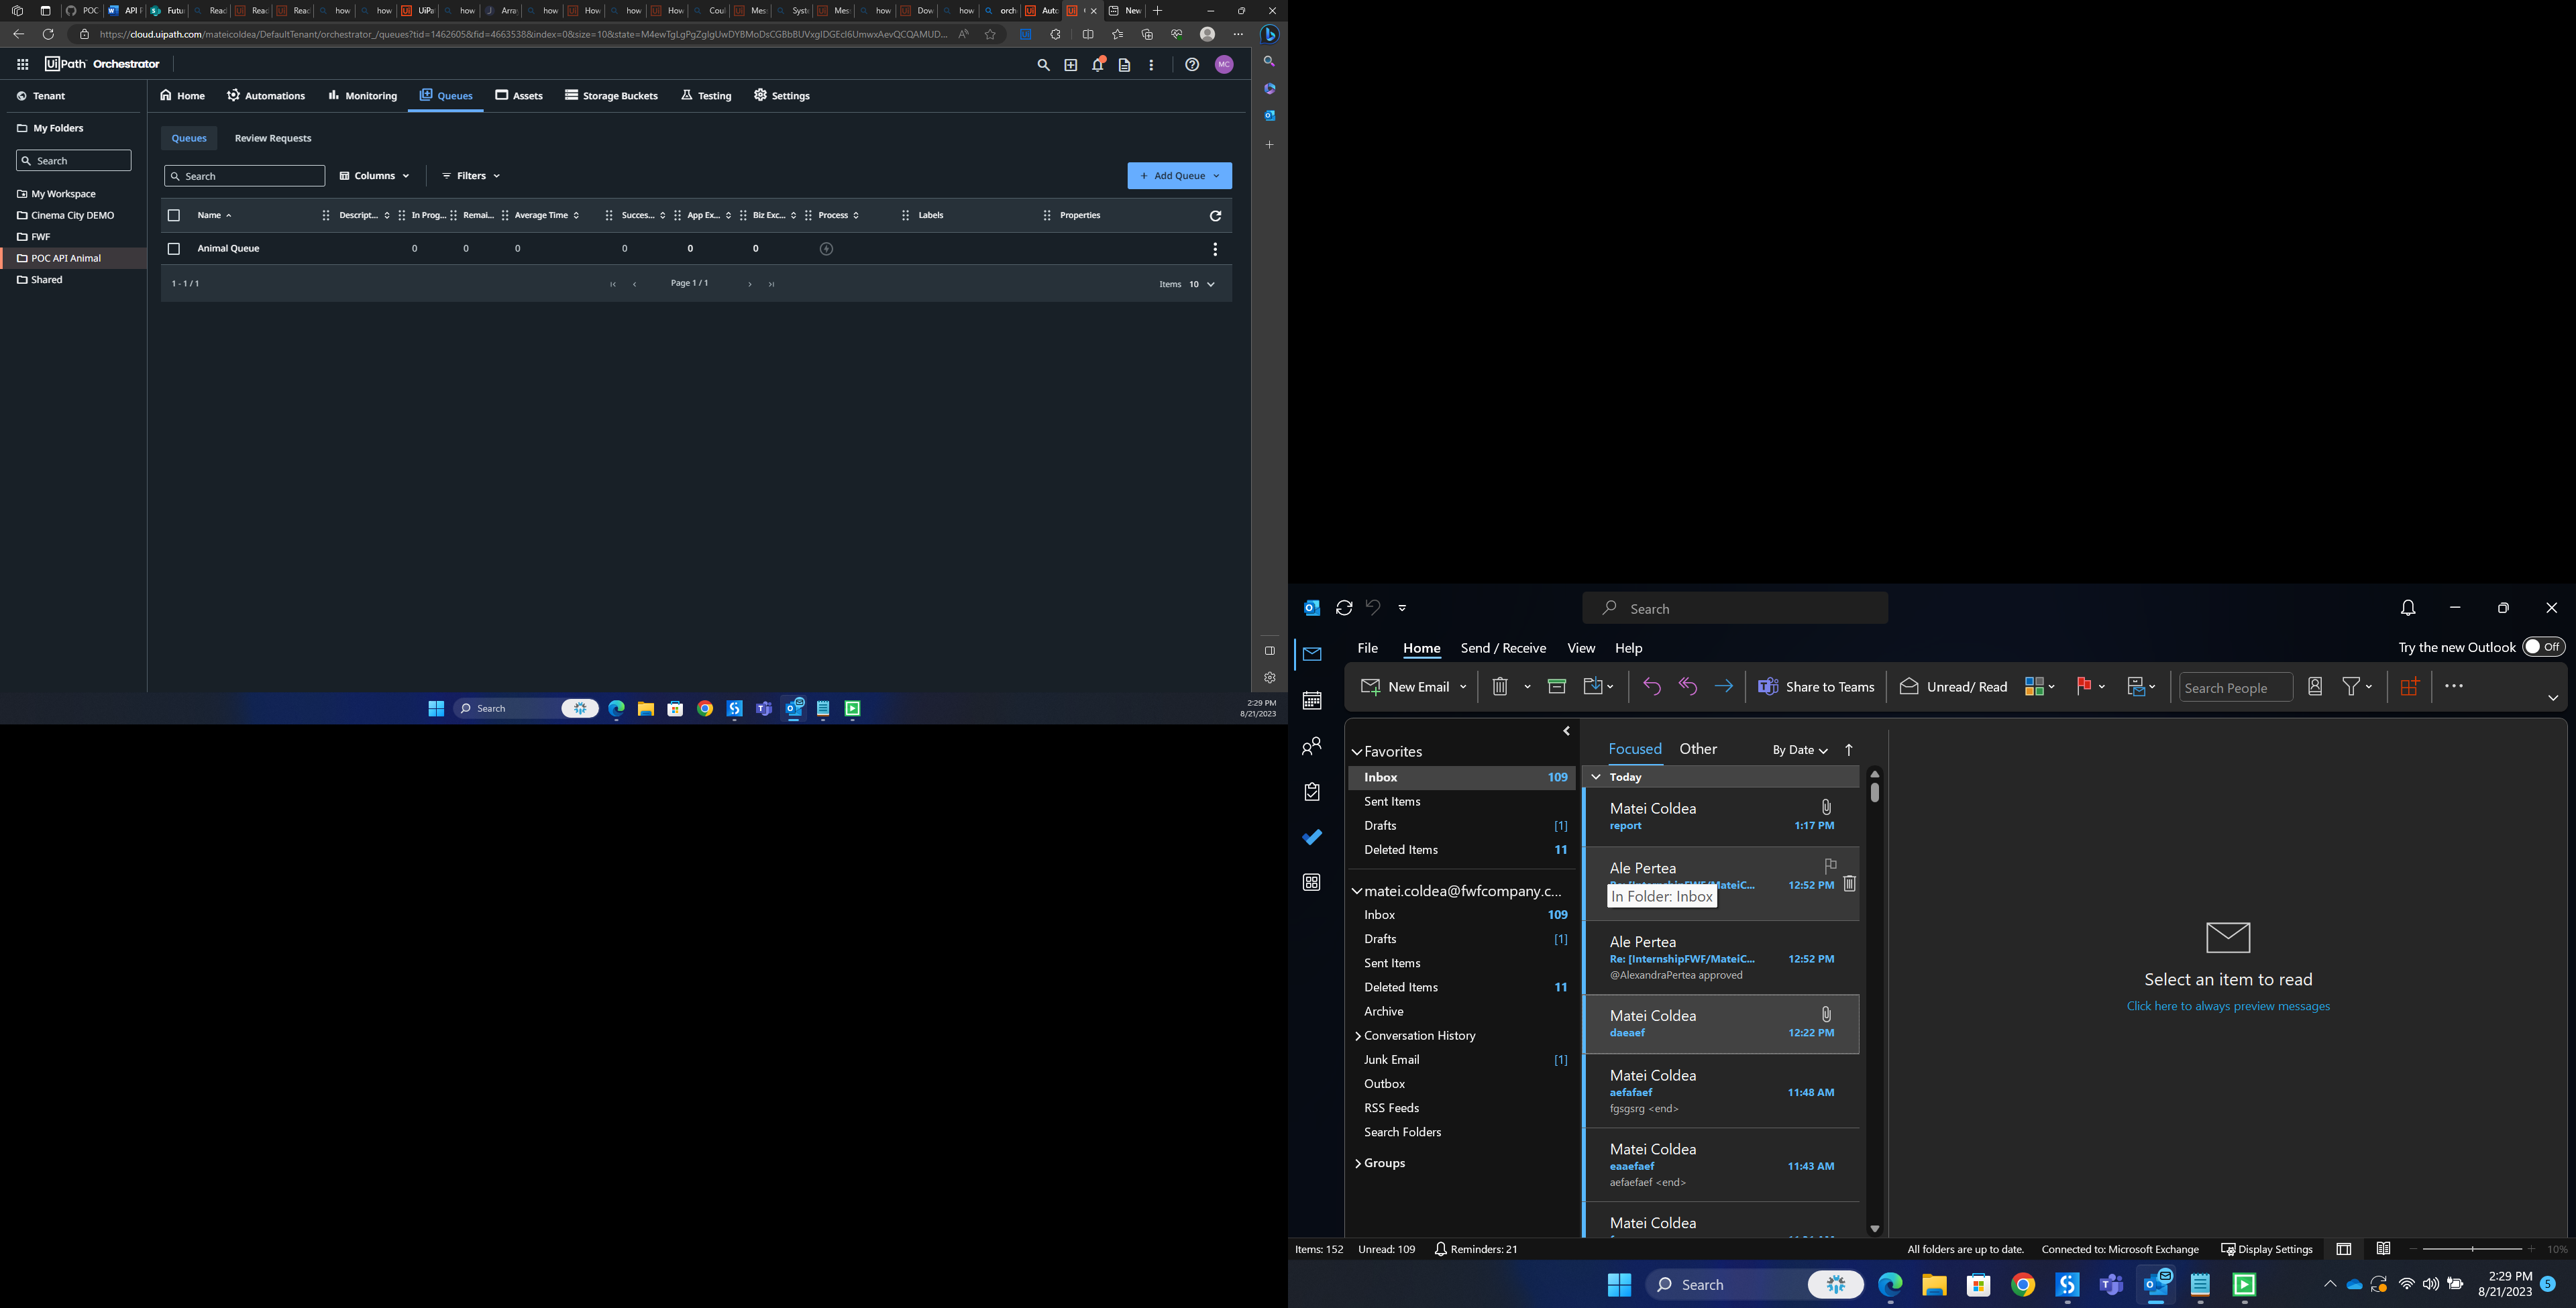 POC
API I
Futu
Reac
Reac
Reac
how
how
UiPa
how
Arra
how
How
how
How
Coul
Mes
Syst
Mes
how
Dow
how
orch
Auto
New
https://cloud.uipath.com/mateicoldea/DefaultTenant/orchestrator_/queues?tid=1462605&fid=4663538&index=0&size=10&state=M4ewTgLgPgZglgUwDYBMoDsCGBbBUVxgIDGEcI6UmwxAevQCQAMUD...
UiPath Orchestrator
MC
Tenant
Home Automations Monitoring Queues Assets Storage Buckets Testing Settings
My Folders
Search
My Workspace
Cinema City DEMO
FWF
POC API Animal
Shared
Queues Review Requests
Search Columns Filters + Add Queue
Name Descript... In Prog... Remai... Average Time Succes... App Ex... Biz Exc... Process Labels Properties
Animal Queue 0 0 0 0 0 0
1 - 1 / 1 Page 1 / 1 Items 10
Search
2:29 PM
8/21/2023
Search
File Home Send / Receive View Help
Try the new Outlook Off
New Email Share to Teams Unread/ Read Search People
Favorites
Inbox 109
Sent Items
Drafts [1]
Deleted Items 11
matei.coldea@fwfcompany.c...
Inbox 109
Drafts [1]
Sent Items
Deleted Items 11
Archive
Conversation History
Junk Email [1]
Outbox
RSS Feeds
Search Folders
Groups
Focused Other By Date
Today
Matei Coldea
report 1:17 PM
Ale Pertea
12:52 PM
In Folder: Inbox
Ale Pertea
Re: [InternshipFWF/MateiC... 12:52 PM
@AlexandraPertea approved
Matei Coldea
daeaef 12:22 PM
Matei Coldea
aefafaef 11:48 AM
fgsgsrg <end>
Matei Coldea
eaaefaef 11:43 AM
aefaefaef <end>
Matei Coldea
Select an item to read
Click here to always preview messages
Items: 152 Unread: 109 Reminders: 21
All folders are up to date. Connected to: Microsoft Exchange Display Settings 10%
Search
2:29 PM
8/21/2023
5